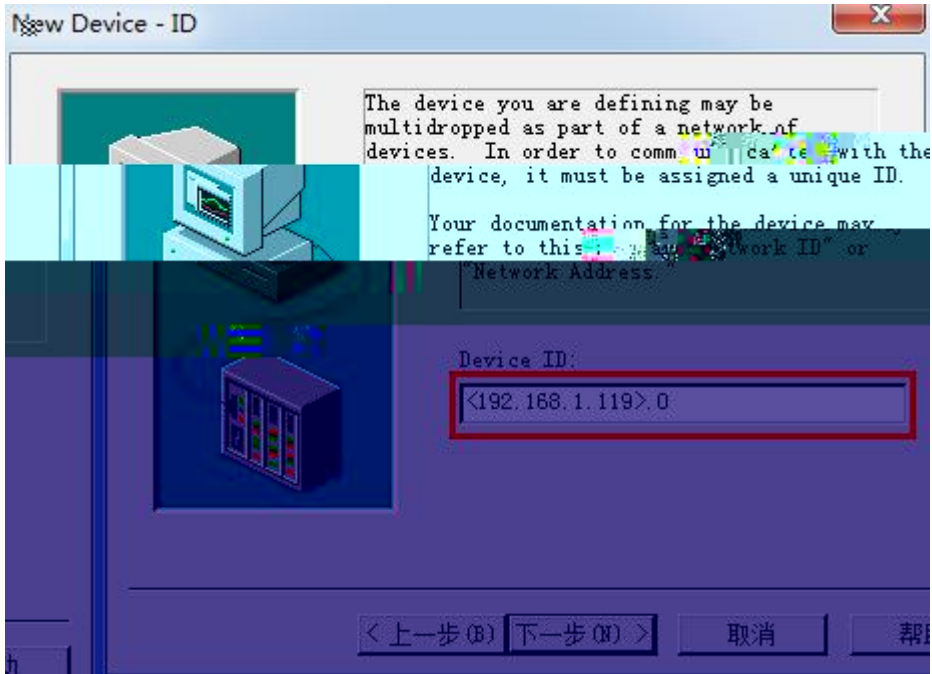 New Device - ID
The device you are defining may be
multidropped as part of a network of
devices. In order to with the
device, it must be assigned a unique ID.
Your documentation for the device may
refer to this ID" or
"Network Address."
Device ID:
<192.168.1.119>.0
< 上一步(B) 下一步(N) > 取消